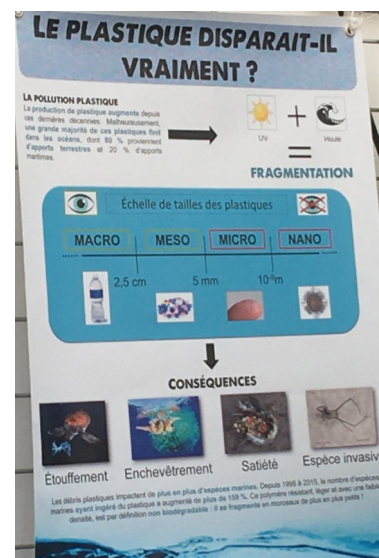 LE PLASTIQUE DISPARAIT-IL
VRAIMENT ?
LA POLLUTION PLASTIQUE
La production de plastique augmente depuis
ces dernières décennies. Malheureusement,
une grande majorité de ces plastiques finit
dans les océans, dont 80 % proviennent
d'apports terrestres et 20 % d'apports
maritimes.
+
UV
Houle
=
FRAGMENTATION
Échelle de tailles des plastiques
MACRO
MESO
MICRO
NANO
2,5 cm
5 mm
10⁻⁹m
CONSÉQUENCES
Étouffement
Enchevêtrement
Satiété
Espèce invasiv
Les débris plastiques impactent de plus en plus d'espèces marines. Depuis 1995 à 2015, le nombre d'espèces
marines ayant ingéré du plastique a augmenté de plus de 159 %. Ce polymère résistant, léger et avec une faible
densité, est par définition non biodégradable : il se fragmente en morceaux de plus en plus petits !